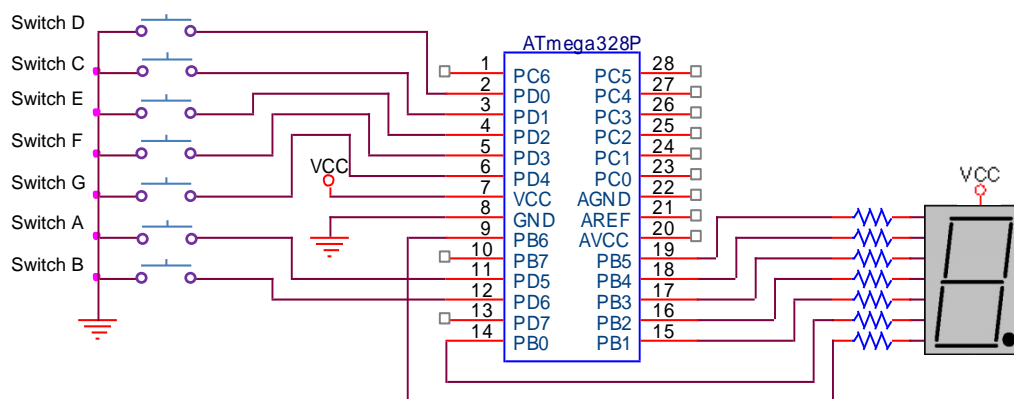 Switch D
Switch C
Switch E
Switch F
Switch G
Switch A
Switch B
VCC
ATmega328P
1 PC6 PC5 28
2 PD0 PC4 27
3 PD1 PC3 26
4 PD2 PC2 25
5 PD3 PC1 24
6 PD4 PC0 23
7 VCC AGND 22
8 GND AREF 21
9 PB6 AVCC 20
10 PB7 PB5 19
11 PD5 PB4 18
12 PD6 PB3 17
13 PD7 PB2 16
14 PB0 PB1 15
VCC